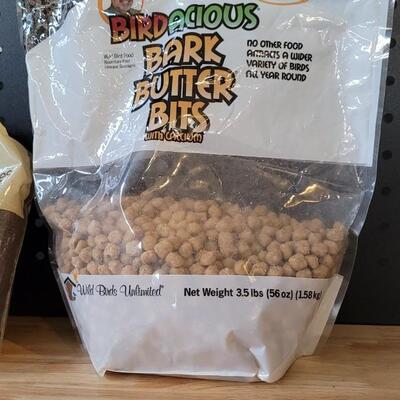 BIRDACIOUS
BARK
BUTTER
BITS
WITH CALCIUM
NO OTHER FOOD
ATTRACTS A WIDER
VARIETY OF BIRDS
ALL YEAR ROUND
Wild Birds Unlimited
Net Weight 3.5 lbs (56 oz) (1.58 kg)